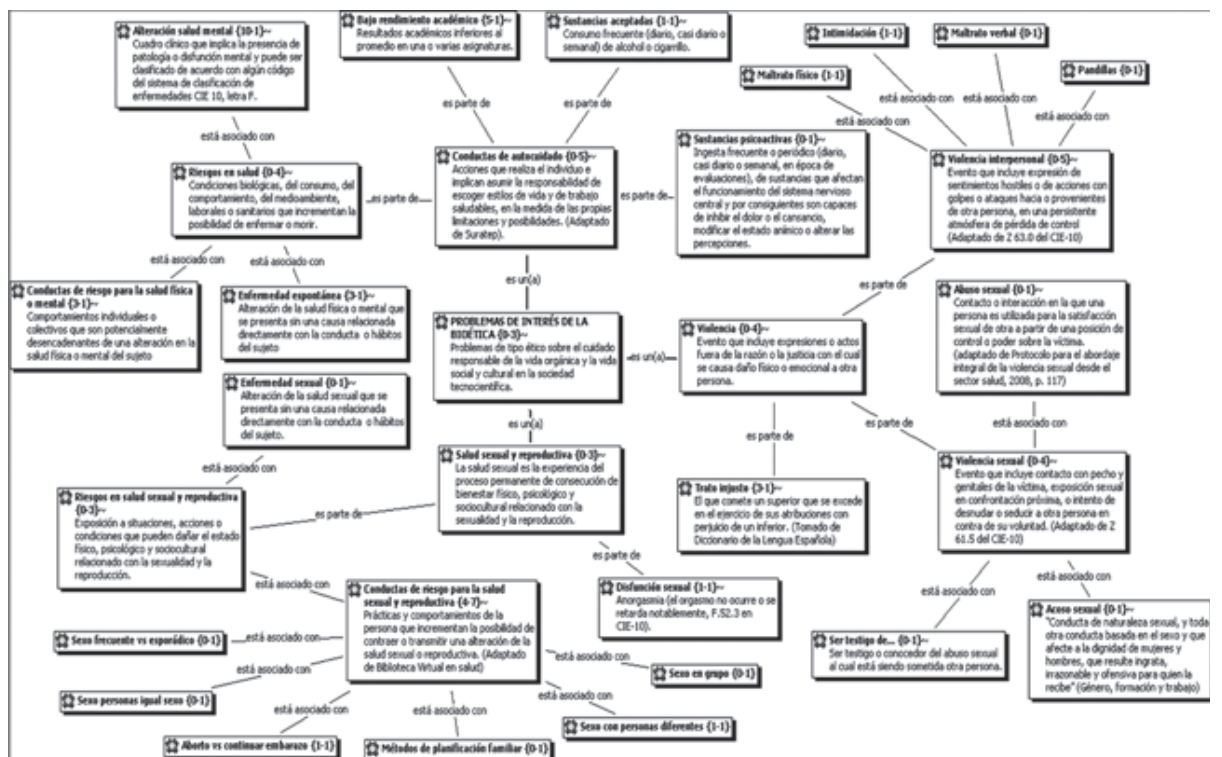 Alteración salud mental {10-1}~
Cuadro clínico que implica la presencia de
patología o disfunción mental y puede ser
clasificado de acuerdo con algún código
del sistema de clasificación de
enfermedades CIE 10, letra F.
Bajo rendimiento académico {5-1}~
Resultados académicos inferiores al
promedio en una o varias asignaturas.
Sustancias aceptadas {1-1}~
Consumo frecuente (diario, casi diario o
semanal) de alcohol o cigarrillo.
Intimidación {1-1}
Maltrato verbal {0-1}
Maltrato físico {1-1}
Pandillas {0-1}
es parte de
es parte de
está asociado con
está asociado con
está asociado con
está asociado con
está asociado con
Riesgos en salud {0-4}~
Condiciones biológicas, del consumo, del
comportamiento, del medioambiente,
laborales o sanitarios que incrementan la
posibilidad de enfermar o morir.
es parte de
Conductas de autocuidado {0-5}~
Acciones que realiza el individuo e
implican asumir la responsabilidad de
escoger estilos de vida y de trabajo
saludables, en la medida de las propias
limitaciones y posibilidades. (Adaptado
de Suratep).
es parte de
Sustancias psicoactivas {0-1}~
Ingesta frecuente o periódico (diario,
casi diario o semanal, en época de
evaluaciones), de sustancias que afectan
el funcionamiento del sistema nervioso
central y por consiguientes son capaces
de inhibir el dolor o el cansancio,
modificar el estado anímico o alterar las
percepciones.
Violencia interpersonal {0-5}~
Evento que incluye expresión de
sentimientos hostiles o de acciones con
golpes o ataques hacia o provenientes
de otra persona, en una persistente
atmósfera de pérdida de control
(Adaptado de Z 63.0 del CIE-10)
está asociado con
está asociado con
es un(a)
es parte de
Conductas de riesgo para la salud física
o mental {3-1}~
Comportamientos individuales o
colectivos que son potencialmente
desencadenantes de una alteración en la
salud física o mental del sujeto
Enfermedad espontánea {3-1}~
Alteración de la salud física o mental que
se presenta sin una causa relacionada
directamente con la conducta o hábitos
del sujeto
PROBLEMAS DE INTERÉS DE LA
BIOÉTICA {0-3}~
Problemas de tipo ético sobre el cuidado
responsable de la vida orgánica y la vida
social y cultural en la sociedad
tecnocientífica.
es un(a)
Violencia {0-4}~
Evento que incluye expresiones o actos
fuera de la razón o la justicia con el cual
se causa daño físico o emocional a otra
persona.
Abuso sexual {0-1}~
Contacto o interacción en la que una
persona es utilizada para la satisfacción
sexual de otra a partir de una posición de
control o poder sobre la víctima.
(adaptado de Protocolo para el abordaje
integral de la violencia sexual desde el
sector salud, 2008, p. 117)
Enfermedad sexual {0-1}~
Alteración de la salud sexual que se
presenta sin una causa relacionada
directamente con la conducta o hábitos
del sujeto.
es un(a)
es parte de
es parte de
está asociado con
está asociado con
Salud sexual y reproductiva {0-3}~
La salud sexual es la experiencia del
proceso permanente de consecución de
bienestar físico, psicológico y
sociocultural relacionado con la
sexualidad y la reproducción.
Violencia sexual {0-4}~
Evento que incluye contacto con pecho y
genitales de la víctima, exposición sexual
en confrontación próxima, o intento de
desnudar o seducir a otra persona en
contra de su voluntad. (Adaptado de Z
61.5 del CIE-10)
Riesgos en salud sexual y reproductiva
{0-3}~
Exposición a situaciones, acciones o
condiciones que pueden dañar el estado
físico, psicológico y sociocultural
relacionado con la sexualidad y la
reproducción.
es parte de
Trato injusto {3-1}~
El que comete un superior que se excede
en el ejercicio de sus atribuciones con
perjuicio de un inferior. (Tomado de
Diccionario de la Lengua Española)
es parte de
está asociado con
está asociado con
está asociado con
Conductas de riesgo para la salud
sexual y reproductiva {4-7}~
Prácticas y comportamientos de la
persona que incrementan la posibilidad de
contraer o transmitir una alteración de la
salud sexual o reproductiva. (Adaptado
de Biblioteca Virtual en salud)
Disfunción sexual {1-1}~
Anorgasmia (el orgasmo no ocurre o se
retarda notablemente, F.52.3 en
CIE-10).
Ser testigo de... {0-1}~
Ser testigo o conocedor del abuso sexual
al cual está siendo sometida otra persona.
Acoso sexual {0-1}~
"Conducta de naturaleza sexual, y toda
otra conducta basada en el sexo y que
afecte a la dignidad de mujeres y
hombres, que resulte ingrata,
irrazonable y ofensiva para quien la
recibe" (Género, formación y trabajo)
Sexo frecuente vs esporádico {0-1}
está asociado con
está asociado con
Sexo en grupo {0-1}
Sexo personas igual sexo {0-1}
está asociado con
está asociado con
está asociado con
Sexo con personas diferentes {1-1}
Aborto vs continuar embarazo {1-1}
Métodos de planificación familiar {0-1}